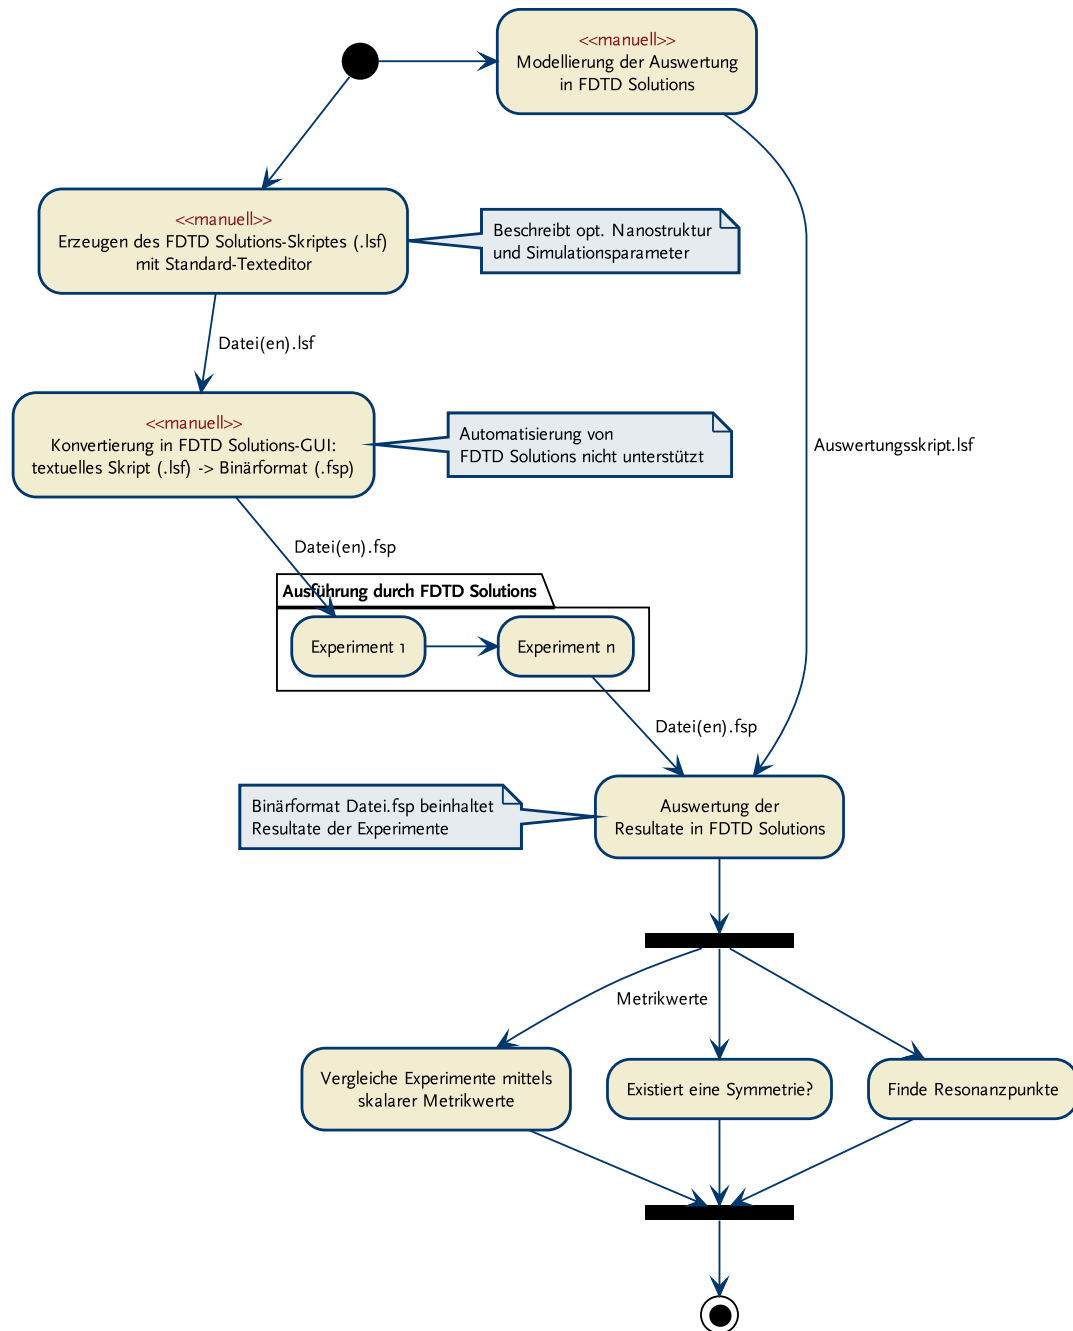 <<manuell>>
Modellierung der Auswertung
in FDTD Solutions
<<manuell>>
Erzeugen des FDTD Solutions-Skriptes (.lsf)
mit Standard-Texteditor
Beschreibt opt. Nanostruktur
und Simulationsparameter
Datei(en).lsf
<<manuell>>
Konvertierung in FDTD Solutions-GUI:
textuelles Skript (.lsf) -> Binärformat (.fsp)
Automatisierung von
FDTD Solutions nicht unterstützt
Auswertungsskript.lsf
Datei(en).fsp
Ausführung durch FDTD Solutions
Experiment 1
Experiment n
Datei(en).fsp
Binärformat Datei.fsp beinhaltet
Resultate der Experimente
Auswertung der
Resultate in FDTD Solutions
Metrikwerte
Vergleiche Experimente mittels
skalarer Metrikwerte
Existiert eine Symmetrie?
Finde Resonanzpunkte